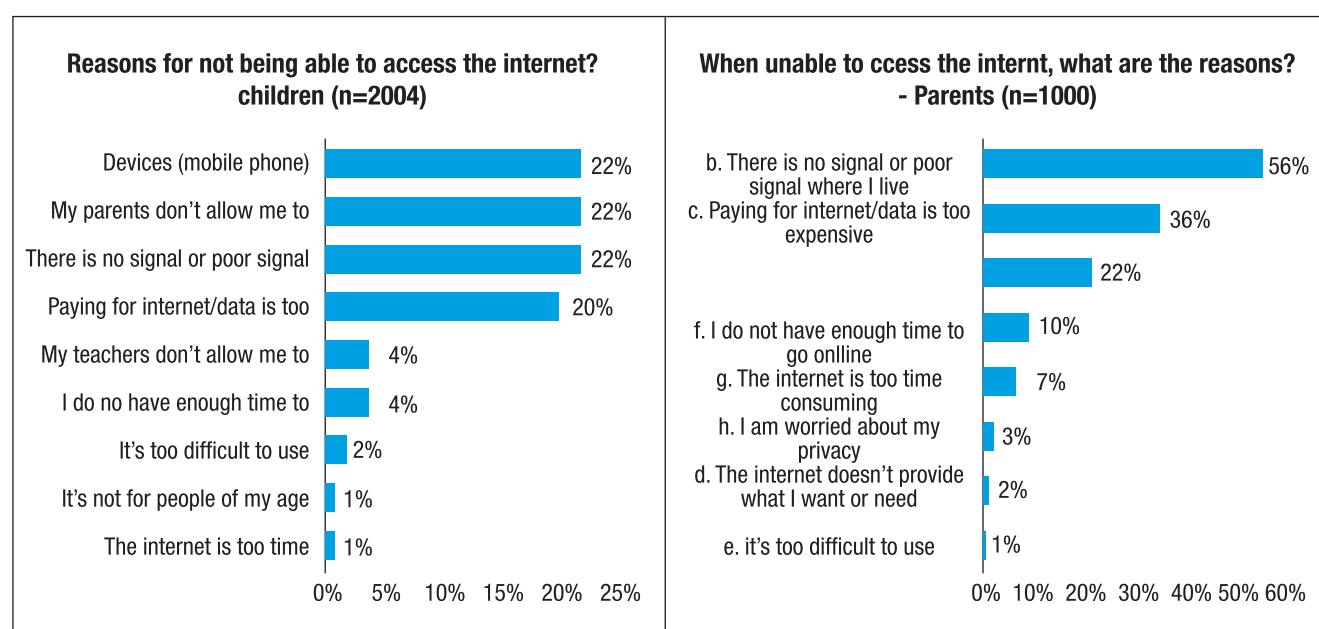 Reasons for not being able to access the internet?
children (n=2004)
Devices (mobile phone)
22%
My parents don't allow me to
22%
There is no signal or poor signal
22%
Paying for internet/data is too
20%
My teachers don't allow me to
4%
I do no have enough time to
4%
It's too difficult to use
2%
It's not for people of my age
1%
The internet is too time
1%
0% 5% 10% 15% 20% 25%
When unable to ccess the internt, what are the reasons?
- Parents (n=1000)
b. There is no signal or poor
signal where I live
56%
c. Paying for internet/data is too
expensive
36%
22%
f. I do not have enough time to
go onlline
10%
g. The internet is too time
consuming
7%
h. I am worried about my
privacy
3%
d. The internet doesn't provide
what I want or need
2%
e. it's too difficult to use
1%
0% 10% 20% 30% 40% 50% 60%